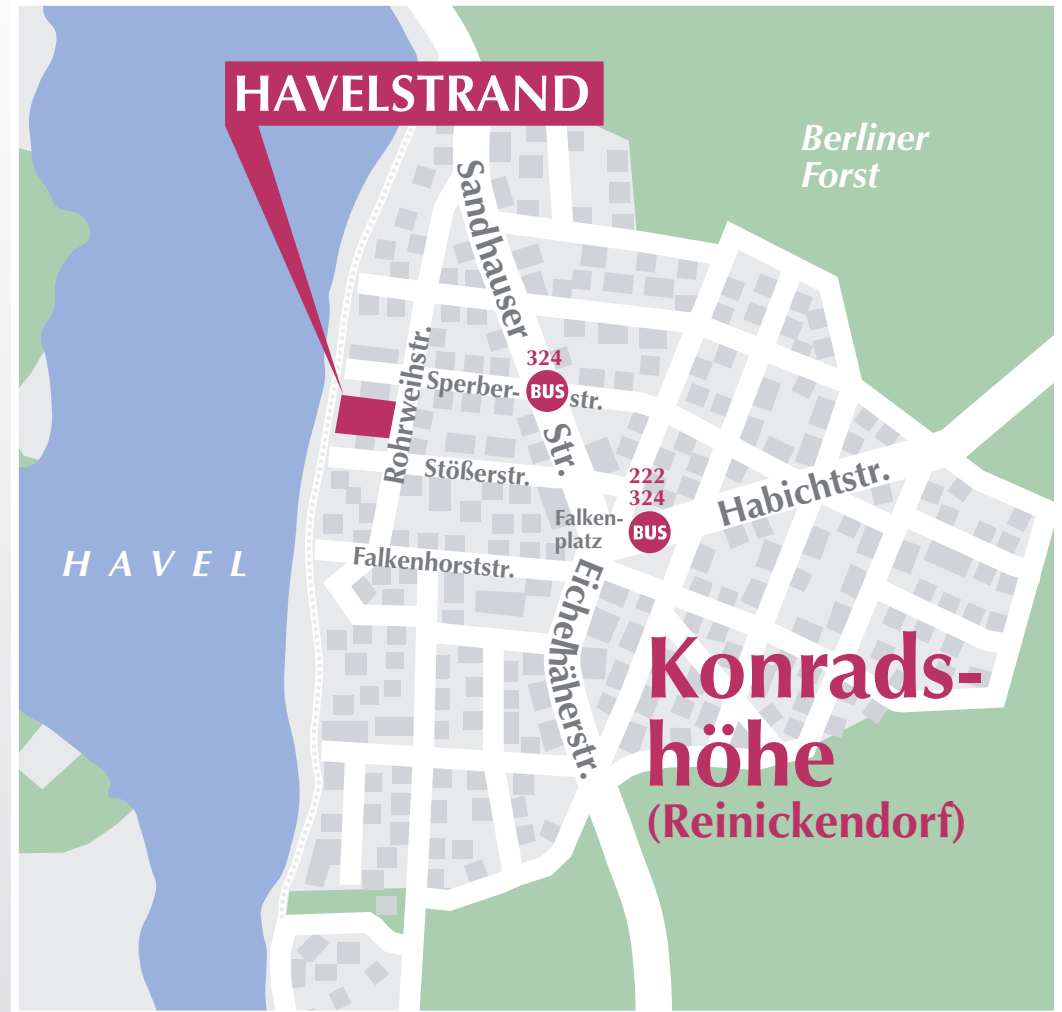 HAVELSTRAND
Berliner
Forst
Sandhauser
Str.
Rohrweihstr.
324
BUS
Sperber-
str.
Stößerstr.
222
324
BUS
Habichtstr.
Falken-
platz
HAVEL
Falkenhorststr.
Eichelhäherstr.
Konrads-
höhe
(Reinickendorf)